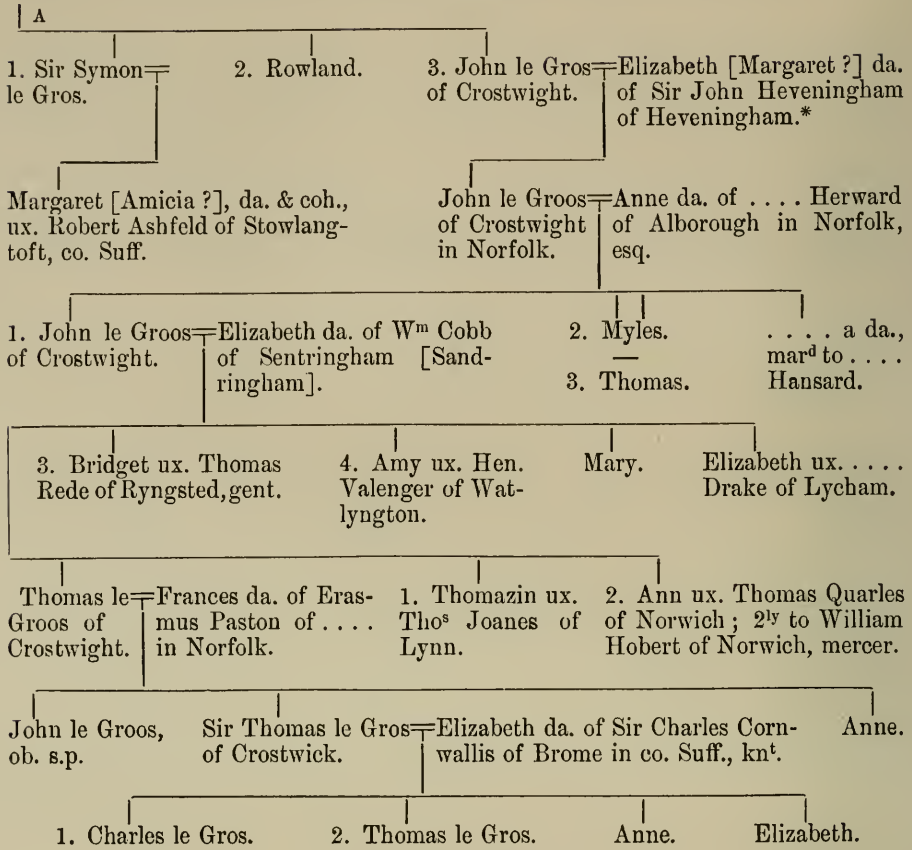 A
1. Sir Symon
le Gros.
2. Rowland.
3. John le Gros
of Crostwight.
Elizabeth [Margaret ?] da.
of Sir John Heveningham
of Heveningham.*
Margaret [Amicia ?], da. & coh.,
ux. Robert Ashfeld of Stowlang-
toft, co. Suff.
John le Groos
of Crostwight
in Norfolk.
Anne da. of .... Herward
of Alborough in Norfolk,
esq.
1. John le Groos
of Crostwight.
Elizabeth da. of Wᵐ Cobb
of Sentringham [Sand-
ringham].
2. Myles.
—
3. Thomas.
.... a da.,
marᵈ to ....
Hansard.
3. Bridget ux. Thomas
Rede of Ryngsted, gent.
4. Amy ux. Hen.
Valenger of Wat-
lyngton.
Mary.
Elizabeth ux. ....
Drake of Lycham.
Thomas le
Groos of
Crostwight.
Frances da. of Eras-
mus Paston of ....
in Norfolk.
1. Thomazin ux.
Thoˢ Joanes of
Lynn.
2. Ann ux. Thomas Quarles
of Norwich; 2ˡʸ to William
Hobert of Norwich, mercer.
John le Groos,
ob. s.p.
Sir Thomas le Gros
of Crostwick.
Elizabeth da. of Sir Charles Corn-
wallis of Brome in co. Suff., knᵗ.
Anne.
1. Charles le Gros.
2. Thomas le Gros.
Anne.
Elizabeth.